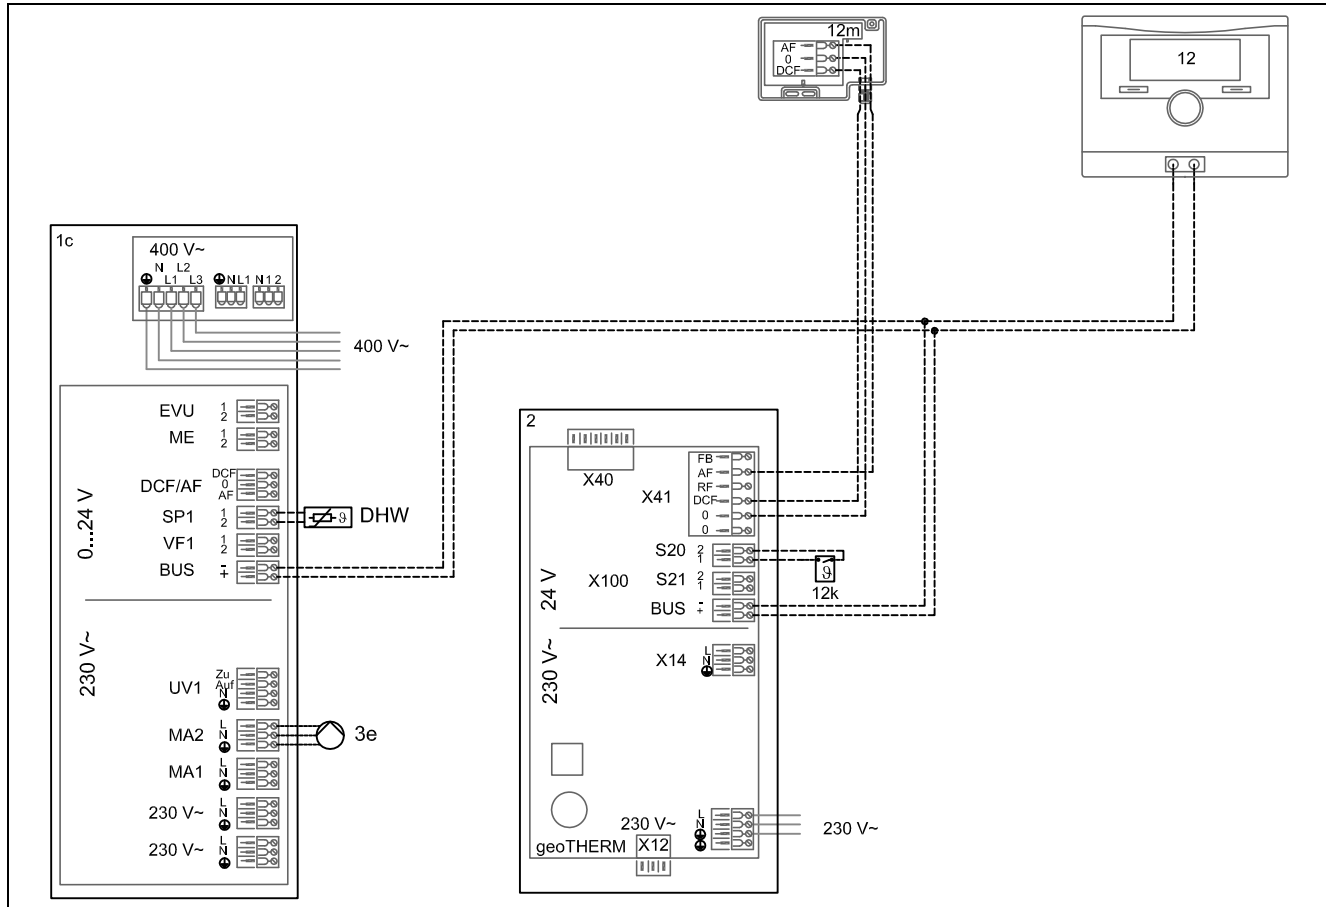 12m
AF
0
DCF
12
1c
400 V~
N L2
L1 L3
N L1 N 1 2
400 V~
EVU 1
2
ME 1
2
DCF/AF DCF
0
AF
SP1 1
2
DHW
VF1 1
2
BUS -
+
0....24 V
230 V~
UV1 Zu
Auf
N
MA2 L
N
3e
MA1 L
N
230 V~ L
N
230 V~ L
N
2
X40
X41
FB
AF
RF
DCF
0
0
S20 2
1
X100
S21 2
1
BUS -
+
24 V
ϑ
ϑ
12k
230 V~
X14 L
N
230 V~ L
N
230 V~
geoTHERM X12